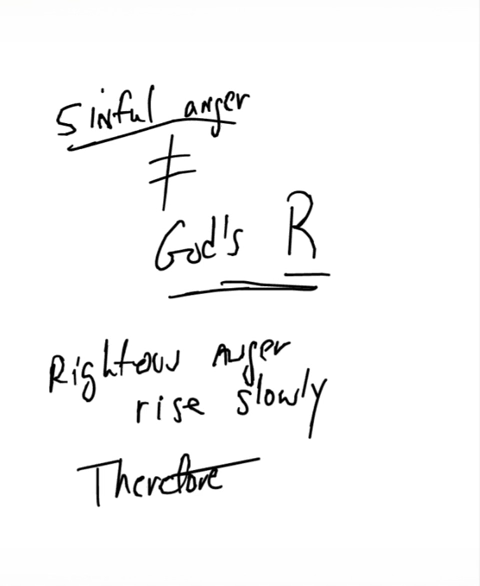 Sinful anger
≠
God's R
Rightous anger
rise slowly
Therefore